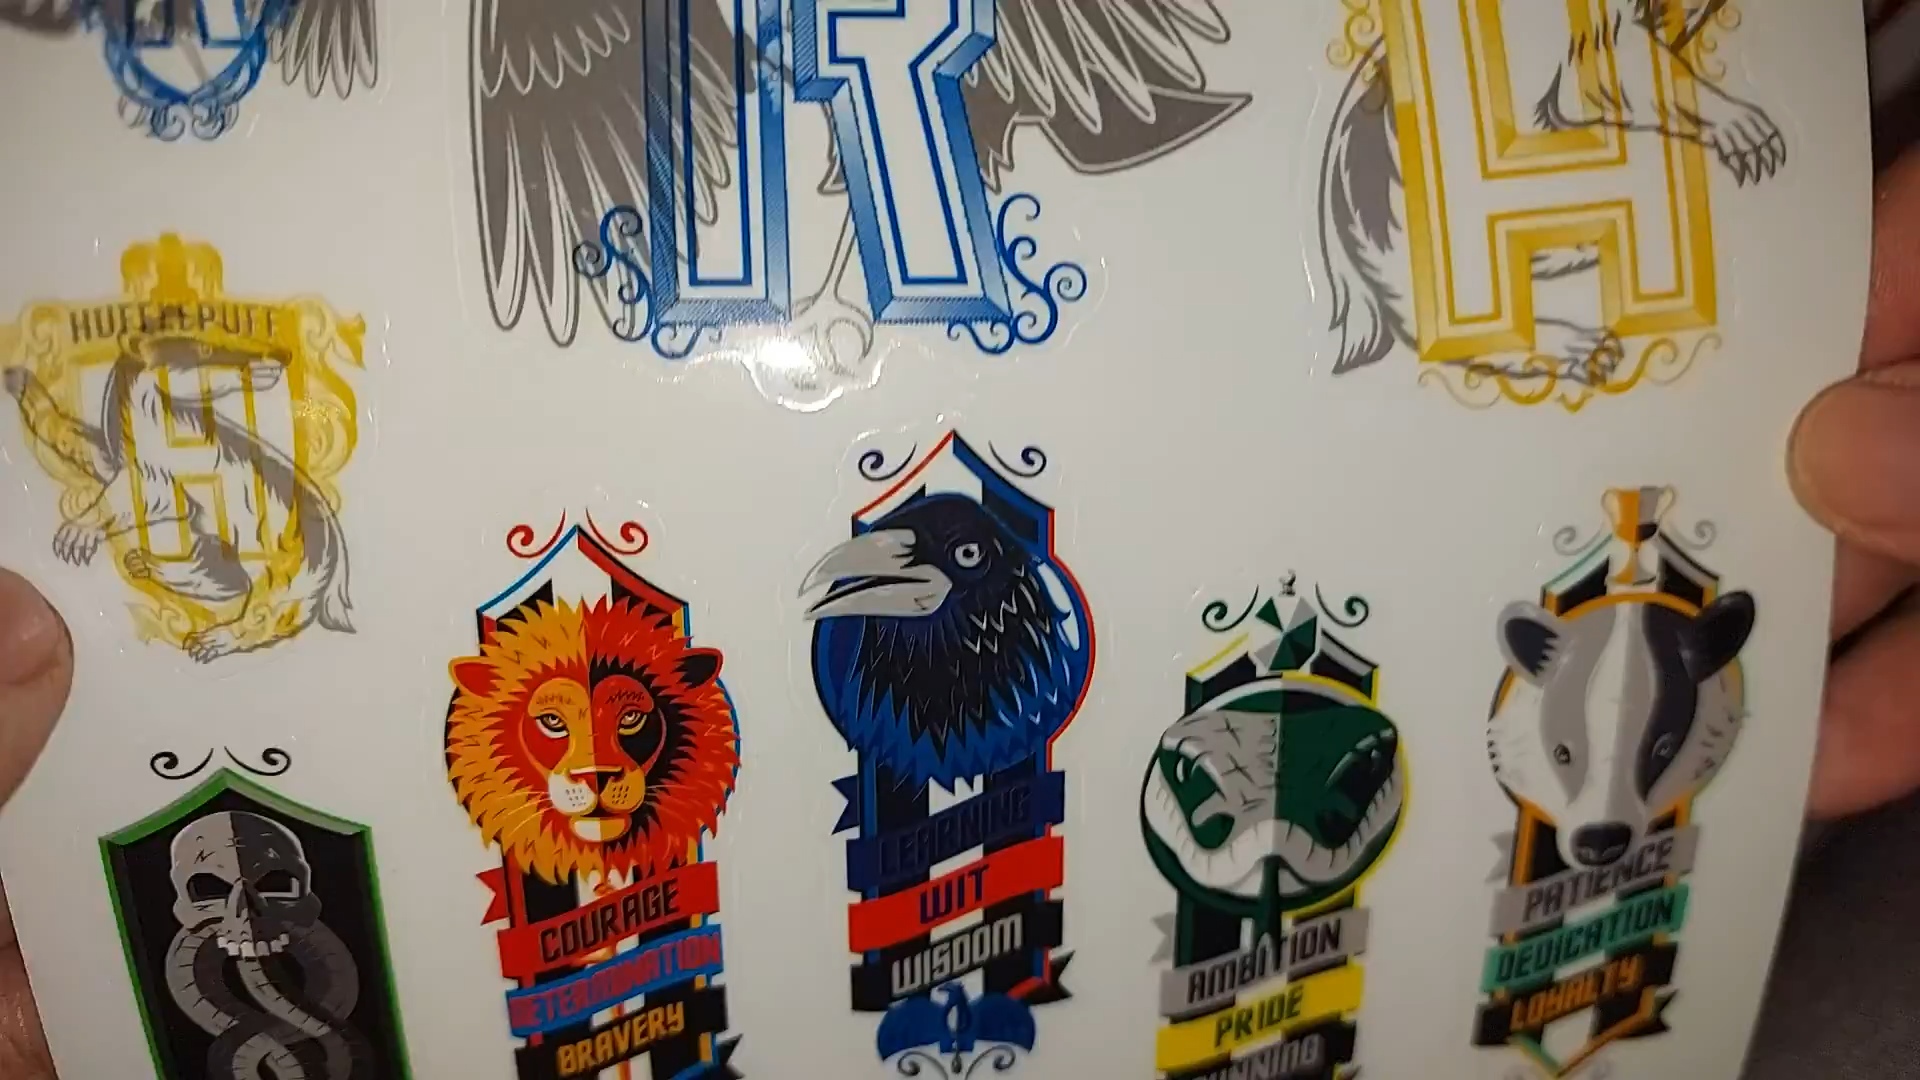 R
H
HUFFLEPUFF
H
COURAGE
DETERMINATION
BRAVERY
LEARNING
WIT
WISDOM
AMBITION
PRIDE
PATIENCE
DEDICATION
LOYALTY